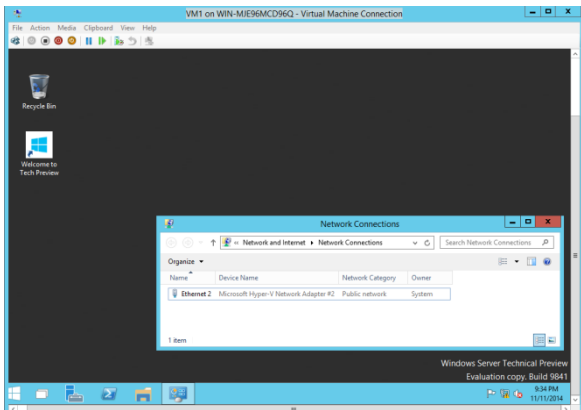 VM1 on WIN-MJE96MCD96Q - Virtual Machine Connection
File Action Media Clipboard View Help
Recycle Bin
Welcome to
Tech Preview
Network Connections
« Network and Internet Network Connections
Search Network Connections
Organize
Name Device Name Network Category Owner
Ethernet 2 Microsoft Hyper-V Network Adapter #2 Public network System
1 item
Windows Server Technical Preview
Evaluation copy. Build 9841
9:34 PM
11/11/2014